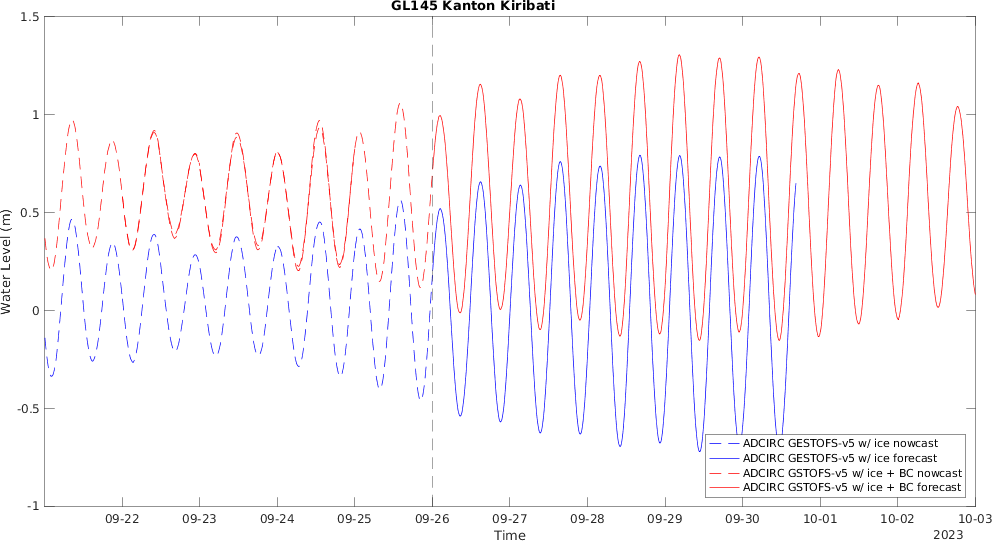 GL145 Kanton Kiribati
1.5
1
0.5
0
-0.5
-1
Water Level (m)
09-22
09-23
09-24
09-25
09-26
09-27
09-28
09-29
09-30
10-01
10-02
10-03
Time
2023
ADCIRC GESTOFS-v5 w/ ice nowcast
ADCIRC GESTOFS-v5 w/ ice forecast
ADCIRC GSTOFS-v5 w/ ice + BC nowcast
ADCIRC GSTOFS-v5 w/ ice + BC forecast